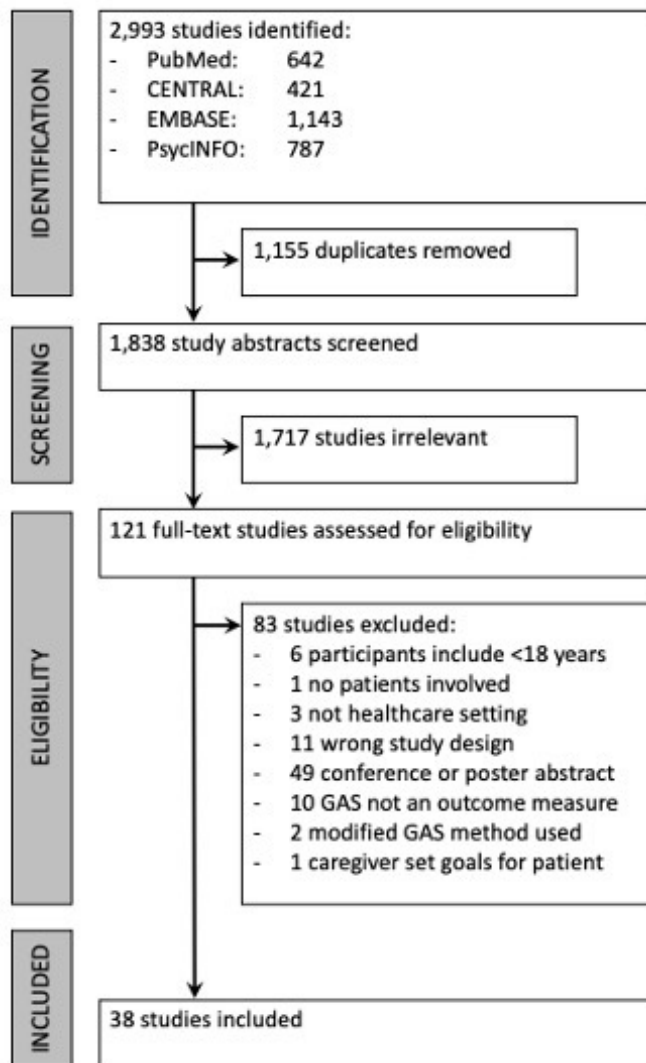 IDENTIFICATION
2,993 studies identified:
- PubMed: 642
- CENTRAL: 421
- EMBASE: 1,143
- PsycINFO: 787
1,155 duplicates removed
SCREENING
1,838 study abstracts screened
1,717 studies irrelevant
ELIGIBILITY
121 full-text studies assessed for eligibility
83 studies excluded:
- 6 participants include <18 years
- 1 no patients involved
- 3 not healthcare setting
- 11 wrong study design
- 49 conference or poster abstract
- 10 GAS not an outcome measure
- 2 modified GAS method used
- 1 caregiver set goals for patient
INCLUDED
38 studies included